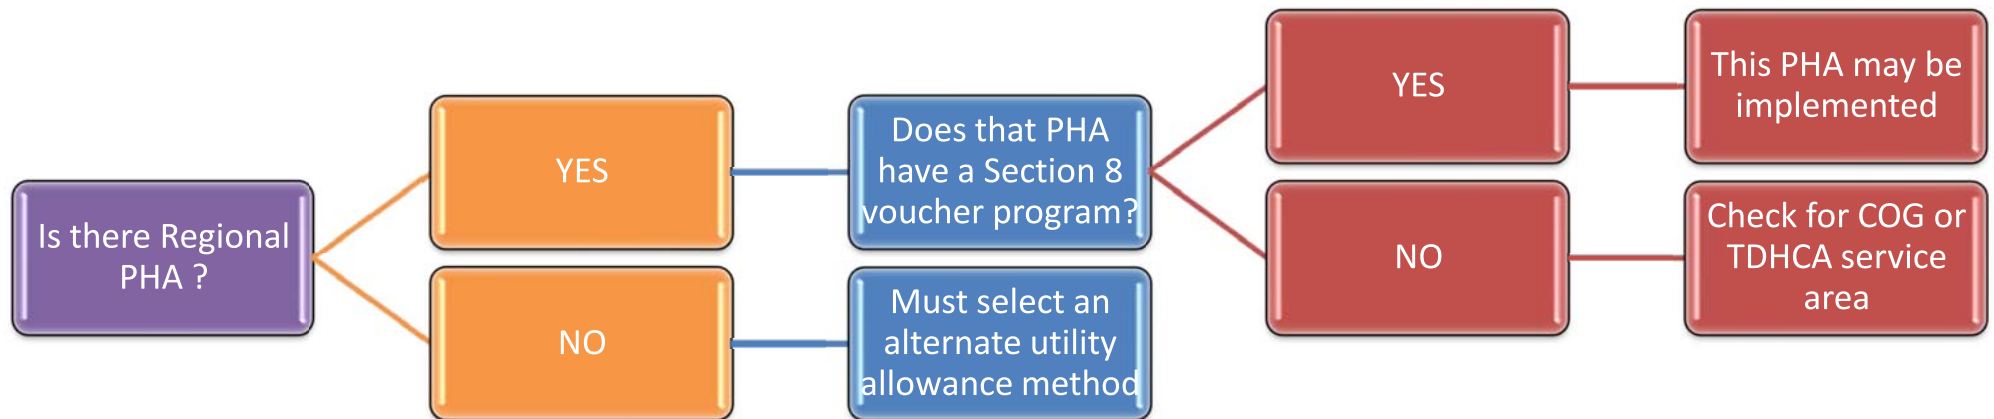 Is there Regional
PHA ?
YES
Does that PHA
have a Section 8
voucher program?
YES
This PHA may be
implemented
NO
Check for COG or
TDHCA service
area
NO
Must select an
alternate utility
allowance method